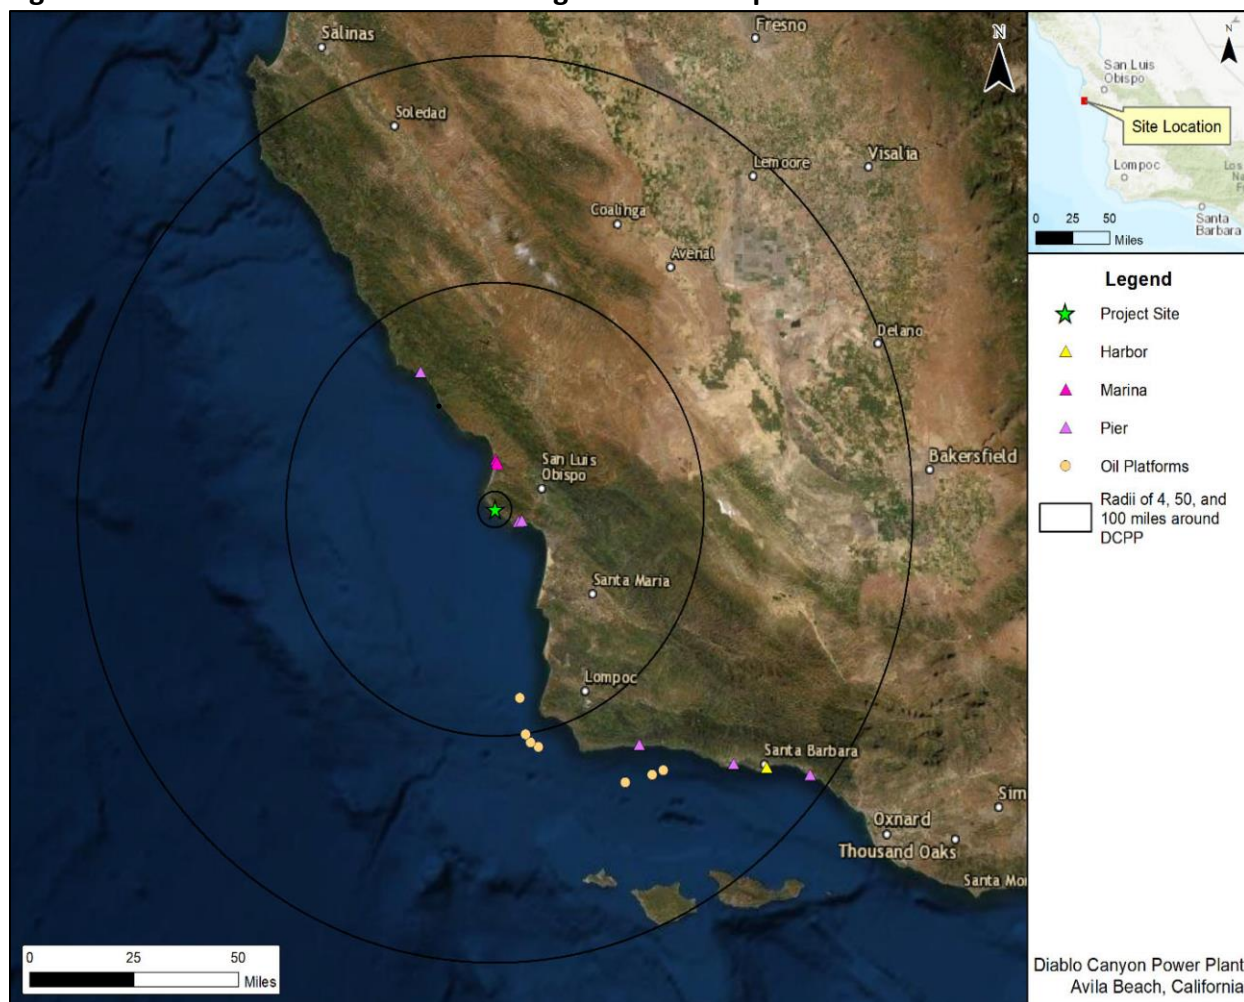 Salinas
Fresno
N
Soledad
Lemoore
Visalia
Coalinga
Avenal
Delano
Bakersfield
San Luis
Obispo
Santa Maria
Lompoc
Santa Barbara
Oxnard
Thousand Oaks
0 50
25
Miles
N
San Luis
Obispo
Site Location
Lompoc
Santa
Barbara
0 25 50
Miles
Legend
Project Site
Harbor
Marina
Pier
Oil Platforms
Radii of 4, 50, and
100 miles around
DCPP
Diablo Canyon Power Plant
Avila Beach, California